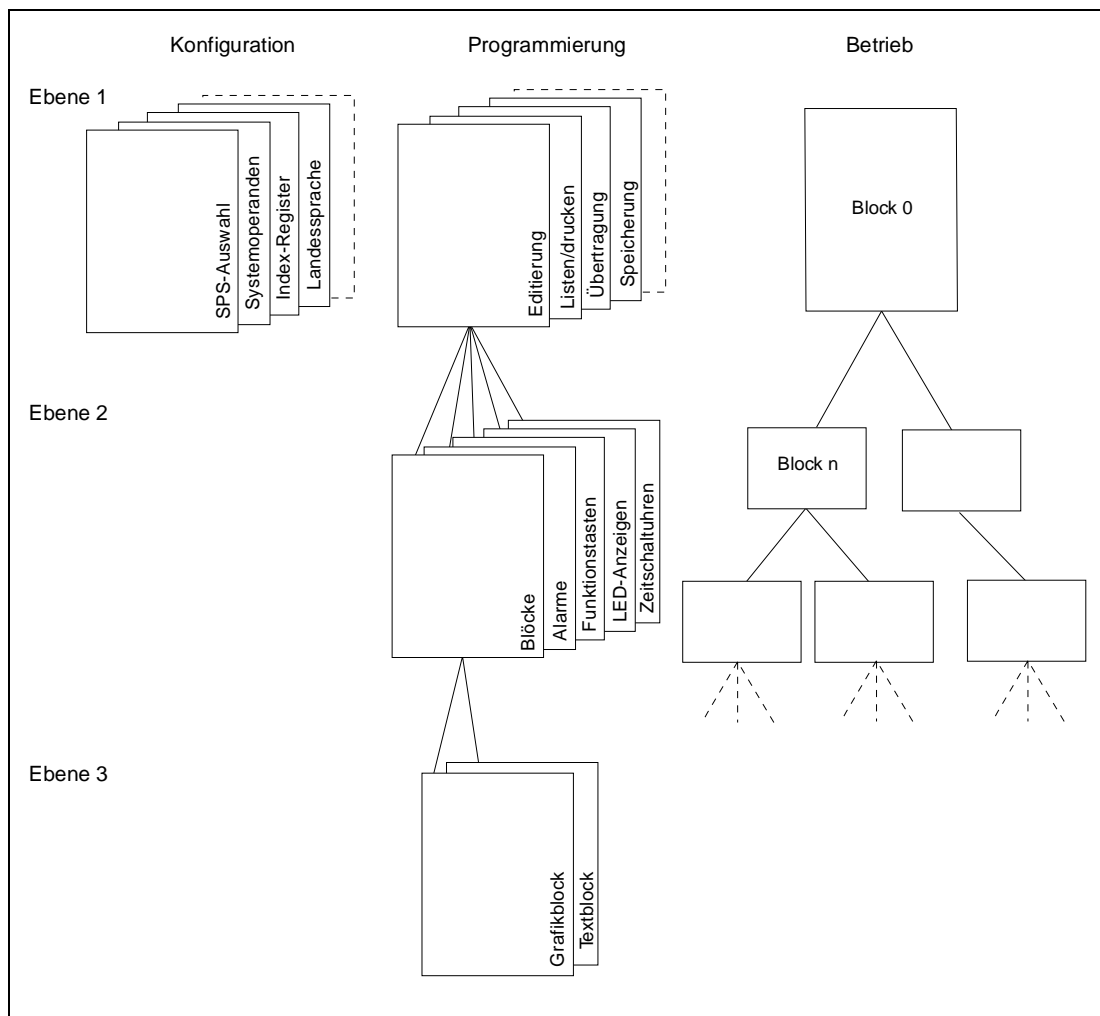 Konfiguration
Programmierung
Betrieb
Ebene 1
SPS-Auswahl
Systemoperanden
Index-Register
Landessprache
Editierung
Listen/drucken
Übertragung
Speicherung
Block 0
Ebene 2
Blöcke
Alarme
Funktionstasten
LED-Anzeigen
Zeitschaltuhren
Block n
Ebene 3
Grafikblock
Textblock